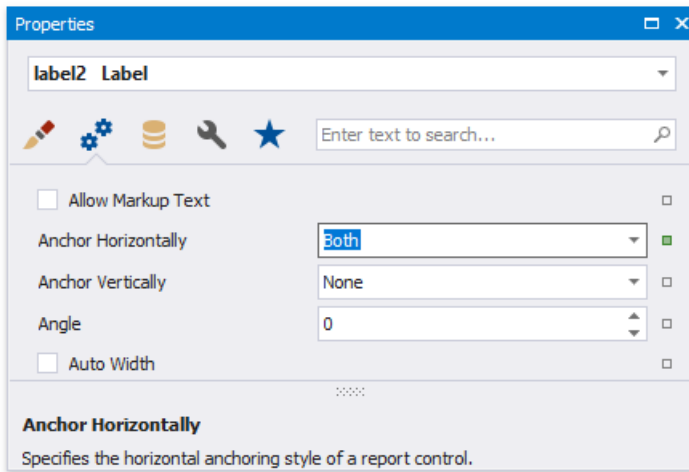 Properties
label2 Label
Enter text to search...
Allow Markup Text
Anchor Horizontally Both
Anchor Vertically None
Angle 0
Auto Width
Anchor Horizontally
Specifies the horizontal anchoring style of a report control.